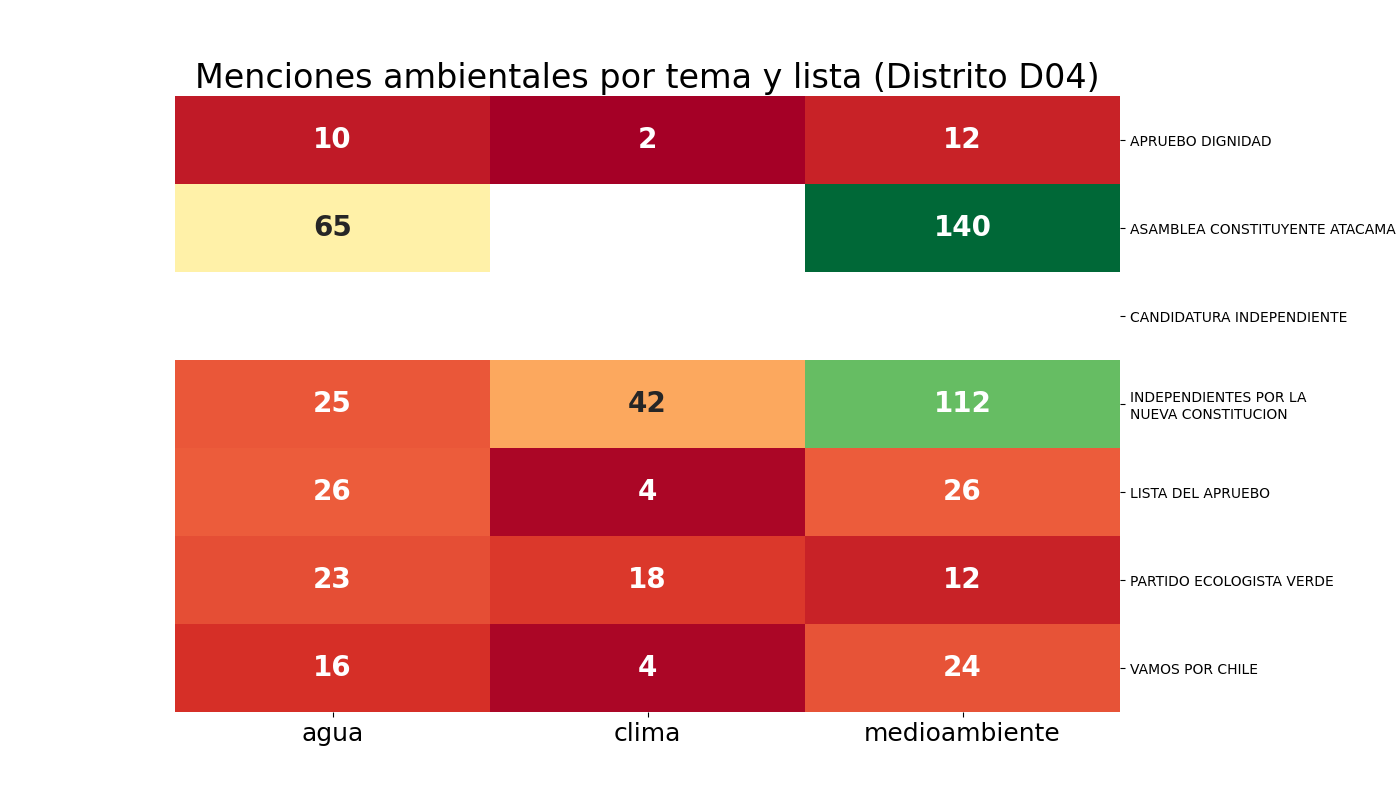 Menciones ambientales por tema y lista (Distrito D04)
10 2 12 APRUEBO DIGNIDAD
65 140 ASAMBLEA CONSTITUYENTE ATACAMA
CANDIDATURA INDEPENDIENTE
25 42 112 INDEPENDIENTES POR LA
NUEVA CONSTITUCION
26 4 26 LISTA DEL APRUEBO
23 18 12 PARTIDO ECOLOGISTA VERDE
16 4 24 VAMOS POR CHILE
agua clima medioambiente